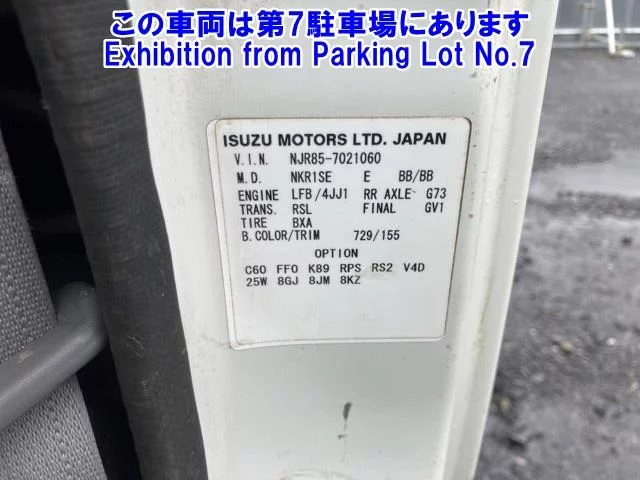 この車両は第7駐車場にあります
Exhibition from Parking Lot No.7
ISUZU MOTORS LTD. JAPAN
V.I.N. NJR85-7021060
M.D. NKR1SE E BB/BB
ENGINE LFB/4JJ1 RR AXLE G73
TRANS. RSL FINAL GV1
TIRE BXA
B.COLOR/TRIM 729/155
OPTION
C60 FF0 K89 RPS RS2 V4D
25W 8GJ 8JM 8KZ